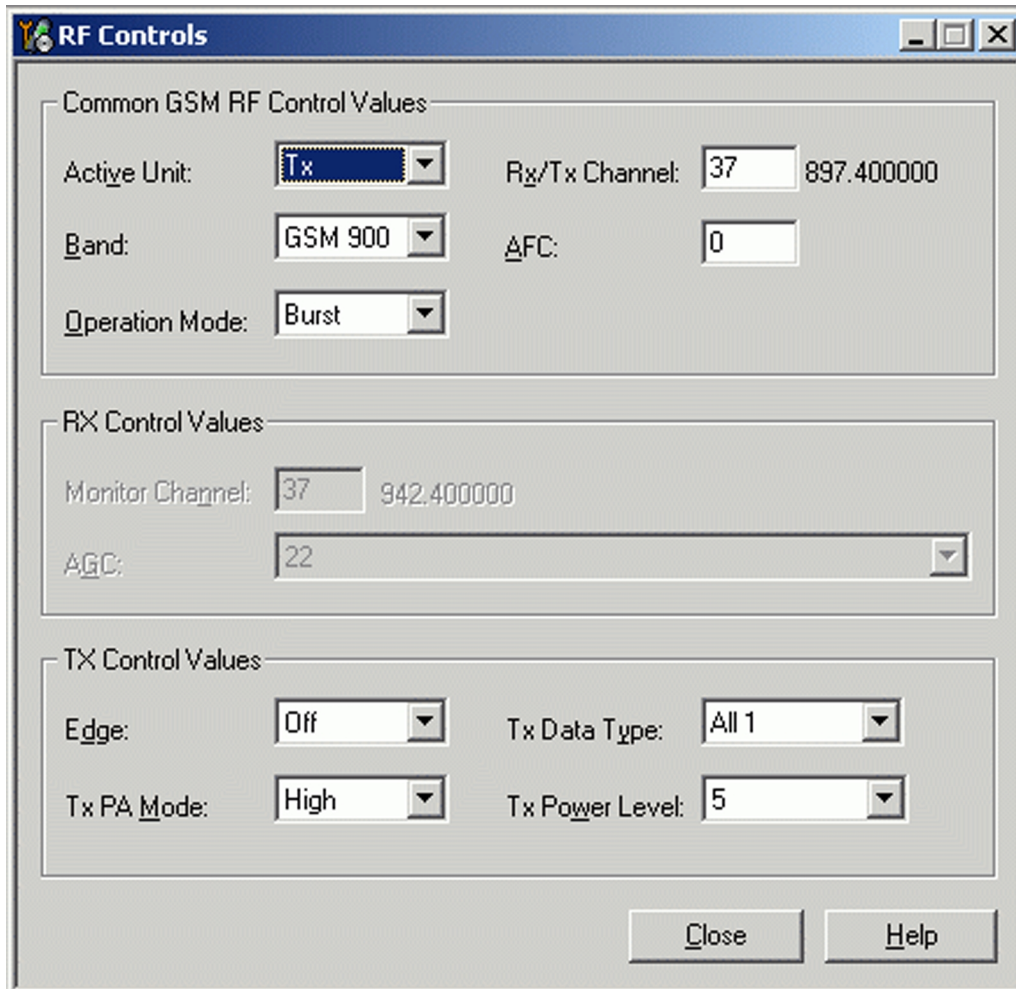 RF Controls
Common GSM RF Control Values
Active Unit: Tx Rx/Tx Channel: 37 897.400000
Band: GSM 900 AFC: 0
Operation Mode: Burst
RX Control Values
Monitor Channel: 37 942.400000
AGC: 22
TX Control Values
Edge: Off Tx Data Type: All 1
Tx PA Mode: High Tx Power Level: 5
Close Help